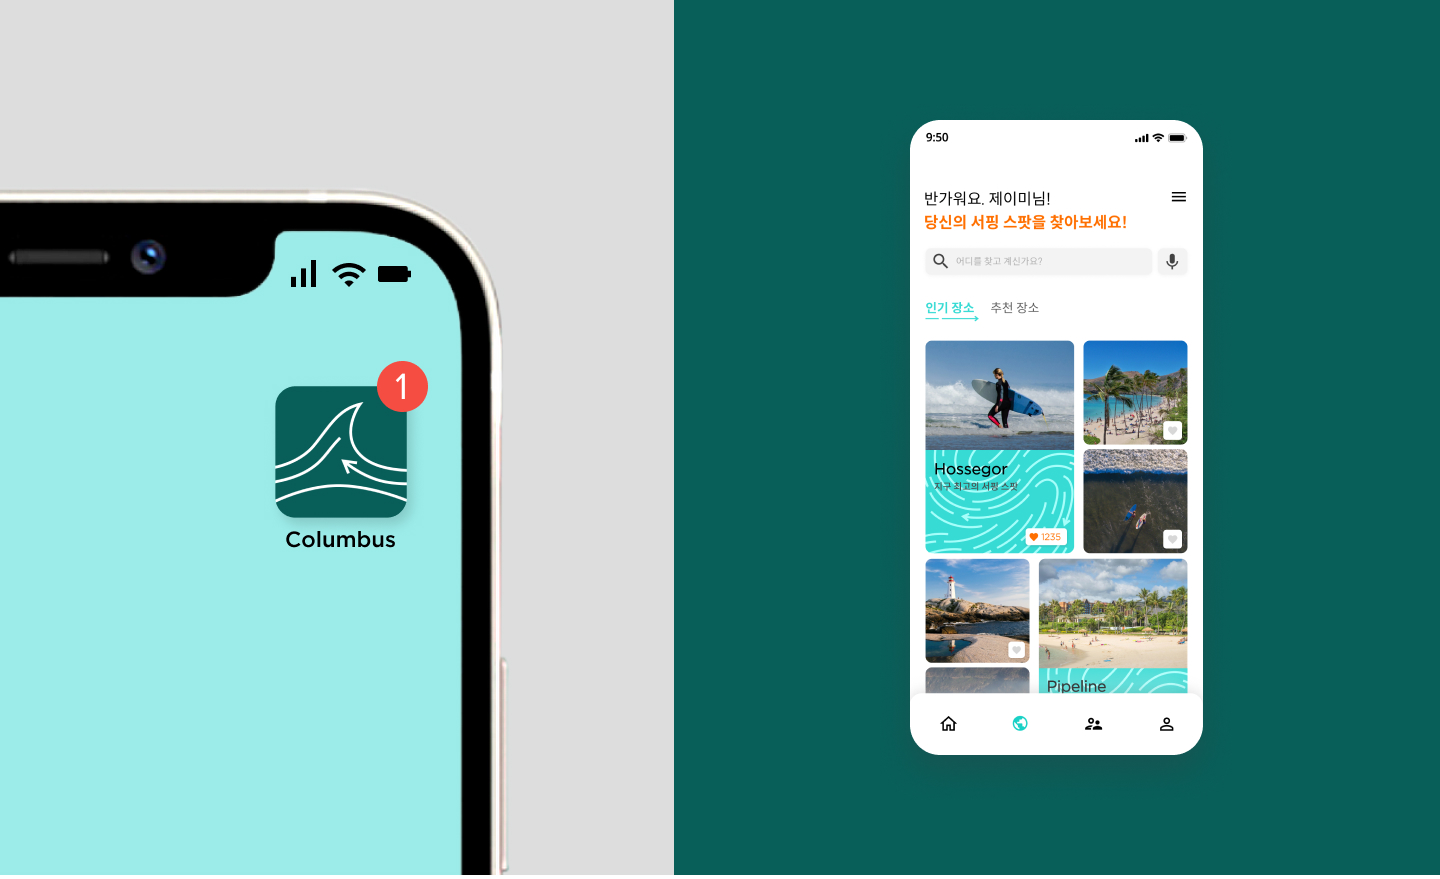 1
Columbus
9:50
반가워요. 제이미님!
당신의 서핑 스팟을 찾아보세요!
어디를 찾고 계신가요?
인기 장소
추천 장소
Hossegor
지구 최고의 서핑 스팟
1235
Pipeline